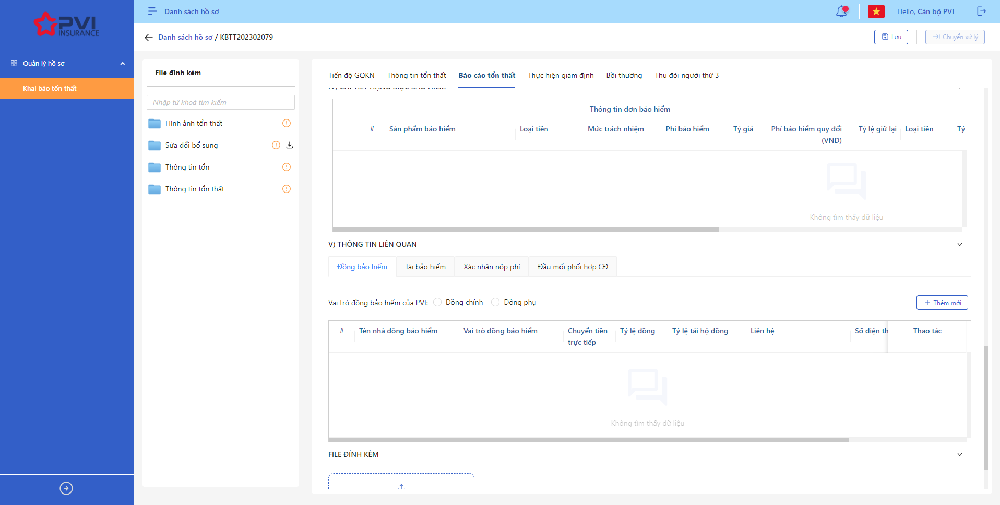 PVI
INSURANCE
Quản lý hồ sơ
Khai báo tổn thất
Danh sách hồ sơ
Hello, Cán bộ PVI
Danh sách hồ sơ / KBTT202302079
Lưu
Chuyển xử lý
File đính kèm
Nhập từ khoá tìm kiếm
Hình ảnh tổn thất
Sửa đổi bổ sung
Thông tin tổn
Thông tin tổn thất
Tiến độ GQKN
Thông tin tổn thất
Báo cáo tổn thất
Thực hiện giám định
Bồi thường
Thu đòi người thứ 3
IV) CHI TIẾT HẠNG MỤC BẢO HIỂM
Thông tin đơn bảo hiểm
#
Sản phẩm bảo hiểm
Loại tiền
Mức trách nhiệm
Phí bảo hiểm
Tỷ giá
Phí bảo hiểm quy đổi
(VND)
Tỷ lệ giữ lại
Loại tiền
Tỷ
Không tìm thấy dữ liệu
V) THÔNG TIN LIÊN QUAN
Đồng bảo hiểm
Tái bảo hiểm
Xác nhận nộp phí
Đầu mối phối hợp CĐ
Vai trò đồng bảo hiểm của PVI:
Đồng chính
Đồng phụ
Thêm mới
#
Tên nhà đồng bảo hiểm
Vai trò đồng bảo hiểm
Chuyển tiền
trực tiếp
Tỷ lệ đồng
Tỷ lệ tái hộ đồng
Liên hệ
Số điện th
Thao tác
Không tìm thấy dữ liệu
FILE ĐÍNH KÈM